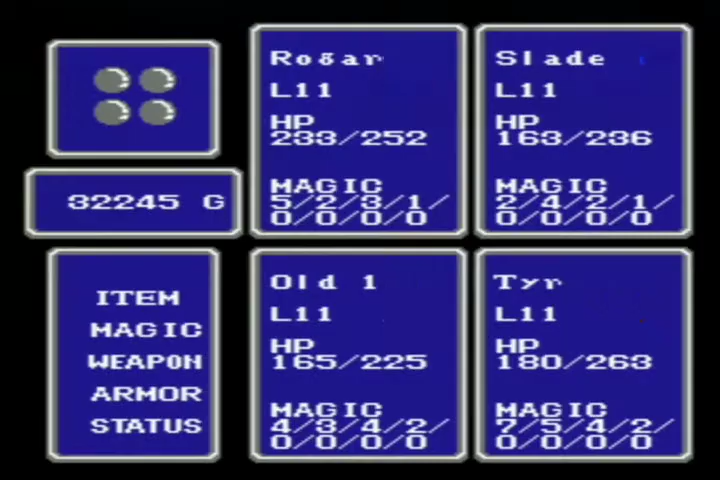 Rogar
L11
HP
233/252
MAGIC
5/2/3/1/
0/0/0/0
Slade
L11
HP
163/236
MAGIC
2/4/2/1/
0/0/0/0
32245 G
ITEM
MAGIC
WEAPON
ARMOR
STATUS
Old 1
L11
HP
165/225
MAGIC
4/3/4/2/
0/0/0/0
Tyr
L11
HP
180/263
MAGIC
7/5/4/2/
0/0/0/0